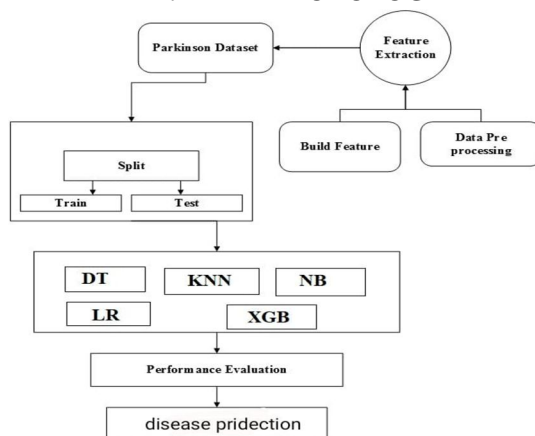 Parkinson Dataset
Feature
Extraction
Build Feature
Data Pre
processing
Split
Train
Test
DT
KNN
NB
LR
XGB
Performance Evaluation
disease pridection